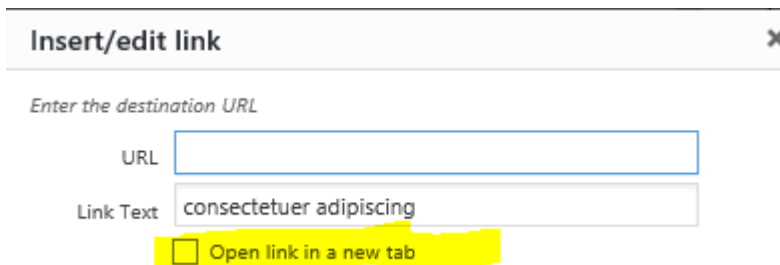 Insert/edit link
Enter the destination URL
URL
Link Text consectetuer adipiscing
Open link in a new tab